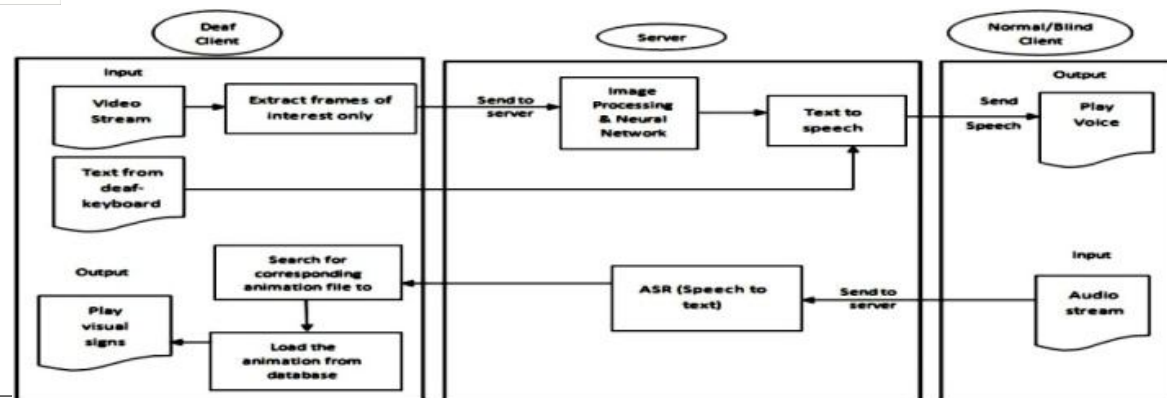 Deaf
Client
Server
Normal/Blind
Client
Input
Video
Stream
Extract frames of
interest only
Send to
server
Image
Processing
& Neural
Network
Text to
speech
Send
Speech
Output
Play
Voice
Text from
deaf-
keyboard
Output
Play
visual
signs
Search for
corresponding
animation file to
Load the
animation from
database
ASR (Speech to
text)
Send to
server
Input
Audio
stream